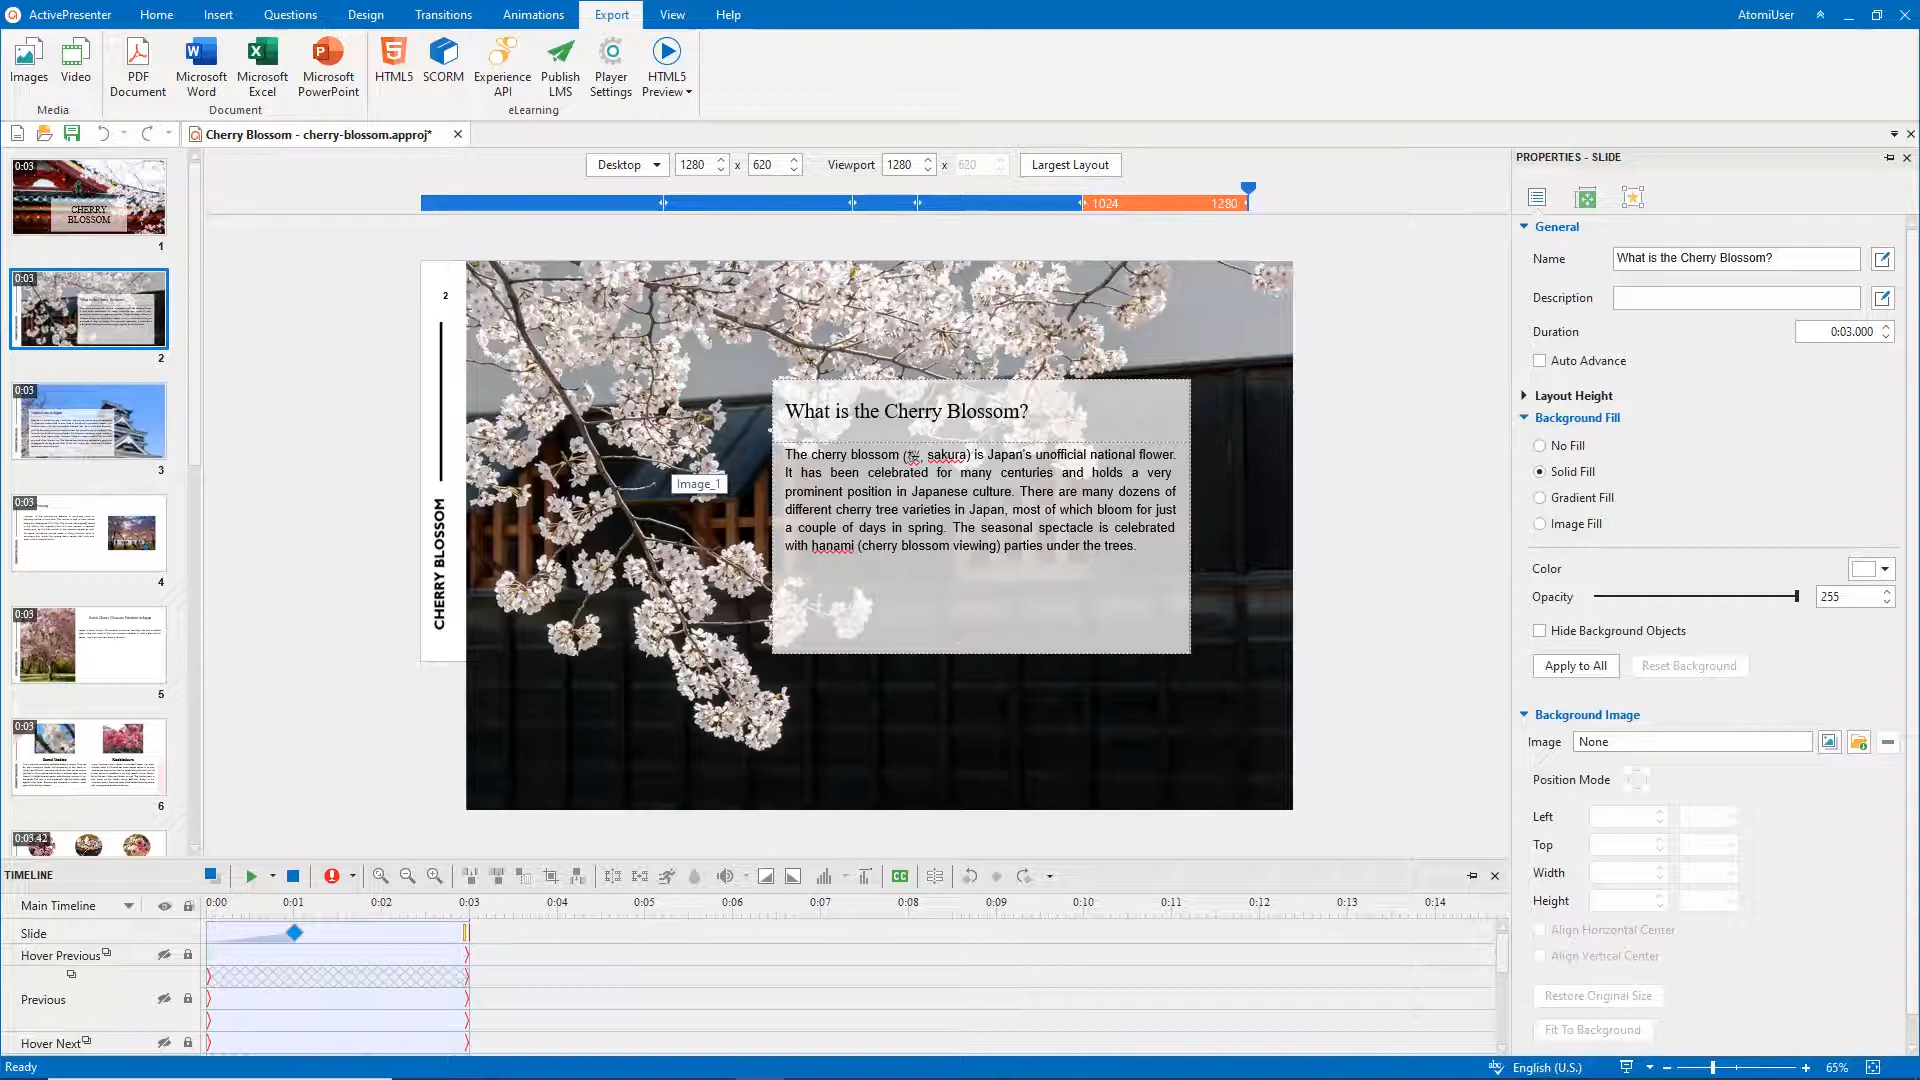 ActivePresenter Home Insert Questions Design Transitions Animations Export View Help AtomiUser
Images Video PDF Document Microsoft Word Microsoft Excel Microsoft PowerPoint HTML5 SCORM Experience API Publish LMS Player Settings HTML5 Preview
Media Document eLearning
Cherry Blossom - cherry-blossom.approj*
Desktop 1280 x 620 Viewport 1280 x 620 Largest Layout
1024 1280
0:03
CHERRY
BLOSSOM
1
0:03
2
0:03
3
0:03
4
0:03
5
0:03
6
0:03.42
2
CHERRY BLOSSOM
What is the Cherry Blossom?
The cherry blossom (桜, sakura) is Japan's unofficial national flower.
It has been celebrated for many centuries and holds a very
prominent position in Japanese culture. There are many dozens of
different cherry tree varieties in Japan, most of which bloom for just
a couple of days in spring. The seasonal spectacle is celebrated
with hanami (cherry blossom viewing) parties under the trees.
Image_1
PROPERTIES - SLIDE
General
Name What is the Cherry Blossom?
Description
Duration 0:03.000
Auto Advance
Layout Height
Background Fill
No Fill
Solid Fill
Gradient Fill
Image Fill
Color
Opacity 255
Hide Background Objects
Apply to All Reset Background
Background Image
Image None
Position Mode
Left
Top
Width
Height
Align Horizontal Center
Align Vertical Center
Restore Original Size
Fit To Background
TIMELINE CC
Main Timeline 0:00 0:01 0:02 0:03 0:04 0:05 0:06 0:07 0:08 0:09 0:10 0:11 0:12 0:13 0:14
Slide
Hover Previous
Previous
Hover Next
Ready abc English (U.S.) 65%